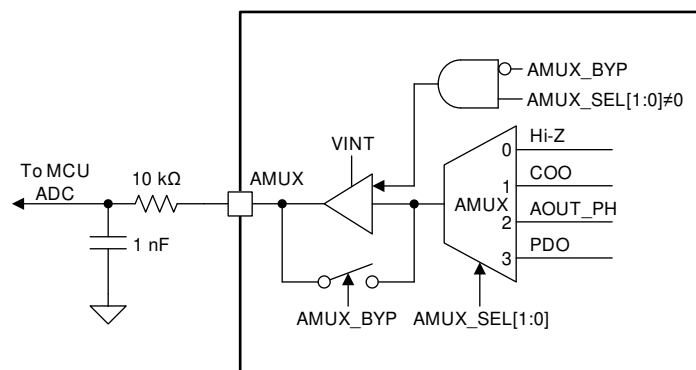 AMUX_BYP
AMUX_SEL[1:0]≠0
VINT
Hi-Z
0
To MCU
ADC
10 kΩ
AMUX
COO
1
AMUX
AOUT_PH
2
1 nF
PDO
3
AMUX_BYP
AMUX_SEL[1:0]